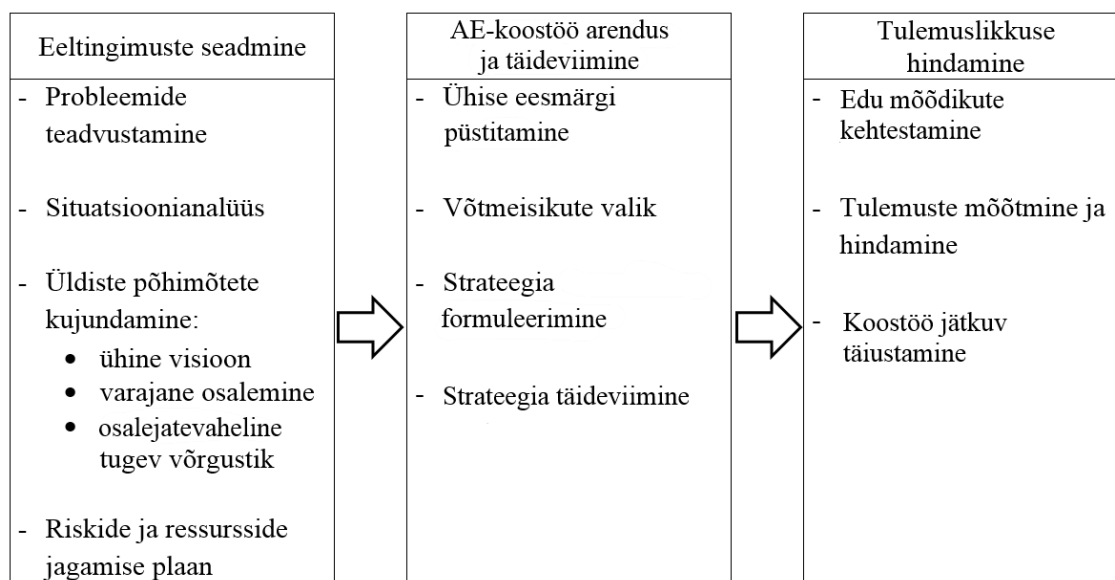 Eeltingimuste seadmine
- Probleemide
teadvustamine
- Situatsioonianalüüs
- Üldiste põhimõtete
kujundamine:
• ühine visioon
• varajane osalemine
• osalejatevaheline
tugev võrgustik
- Riskide ja ressursside
jagamise plaan
AE-koostöö arendus
ja täideviimine
- Ühise eesmärgi
püstitamine
- Võtmeisikute valik
- Strateegia
formuleerimine
- Strateegia täideviimine
Tulemuslikkuse
hindamine
- Edu mõõdikute
kehtestamine
- Tulemuste mõõtmine ja
hindamine
- Koostöö jätkuv
täiustamine